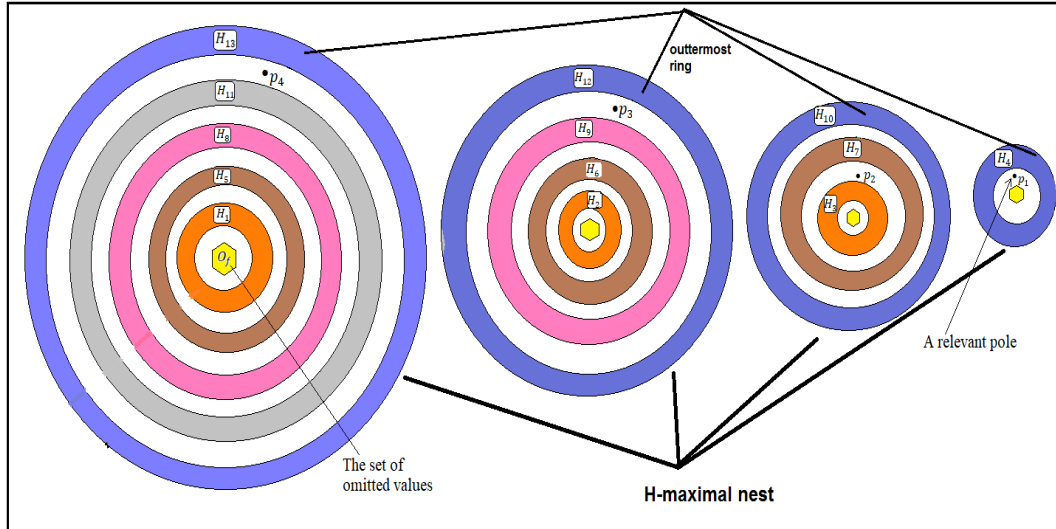 H13
p4
H11
H8
H5
H1
Of
The set of
omitted values
outtermost
ring
H12
p3
H9
H6
H2
H10
H7
p2
H3
H4
p1
A relevant pole
H-maximal nest